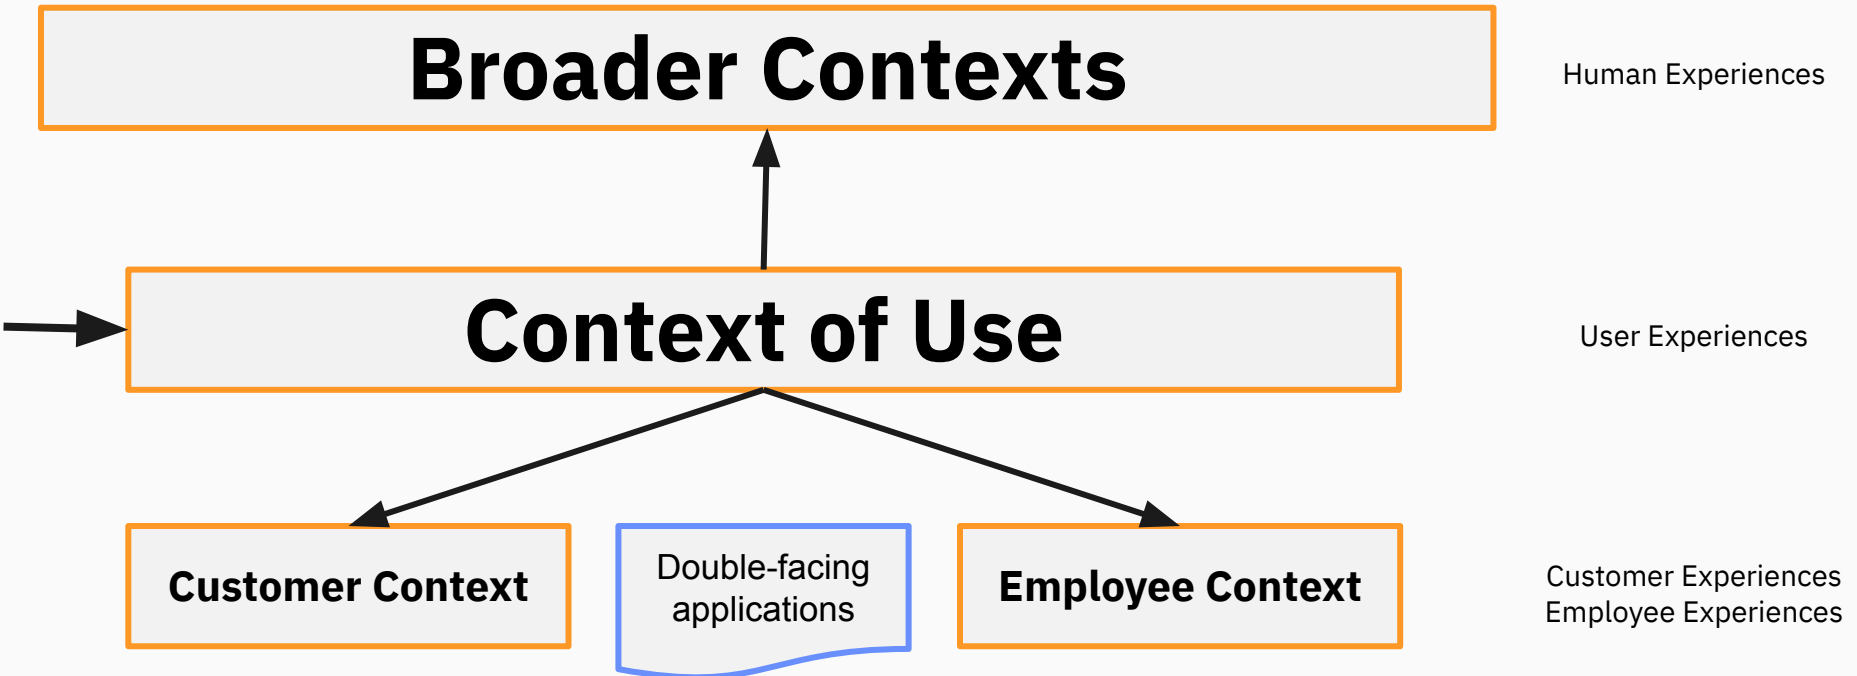 Broader Contexts
Human Experiences
Context of Use
User Experiences
Customer Context
Double-facing
applications
Employee Context
Customer Experiences
Employee Experiences